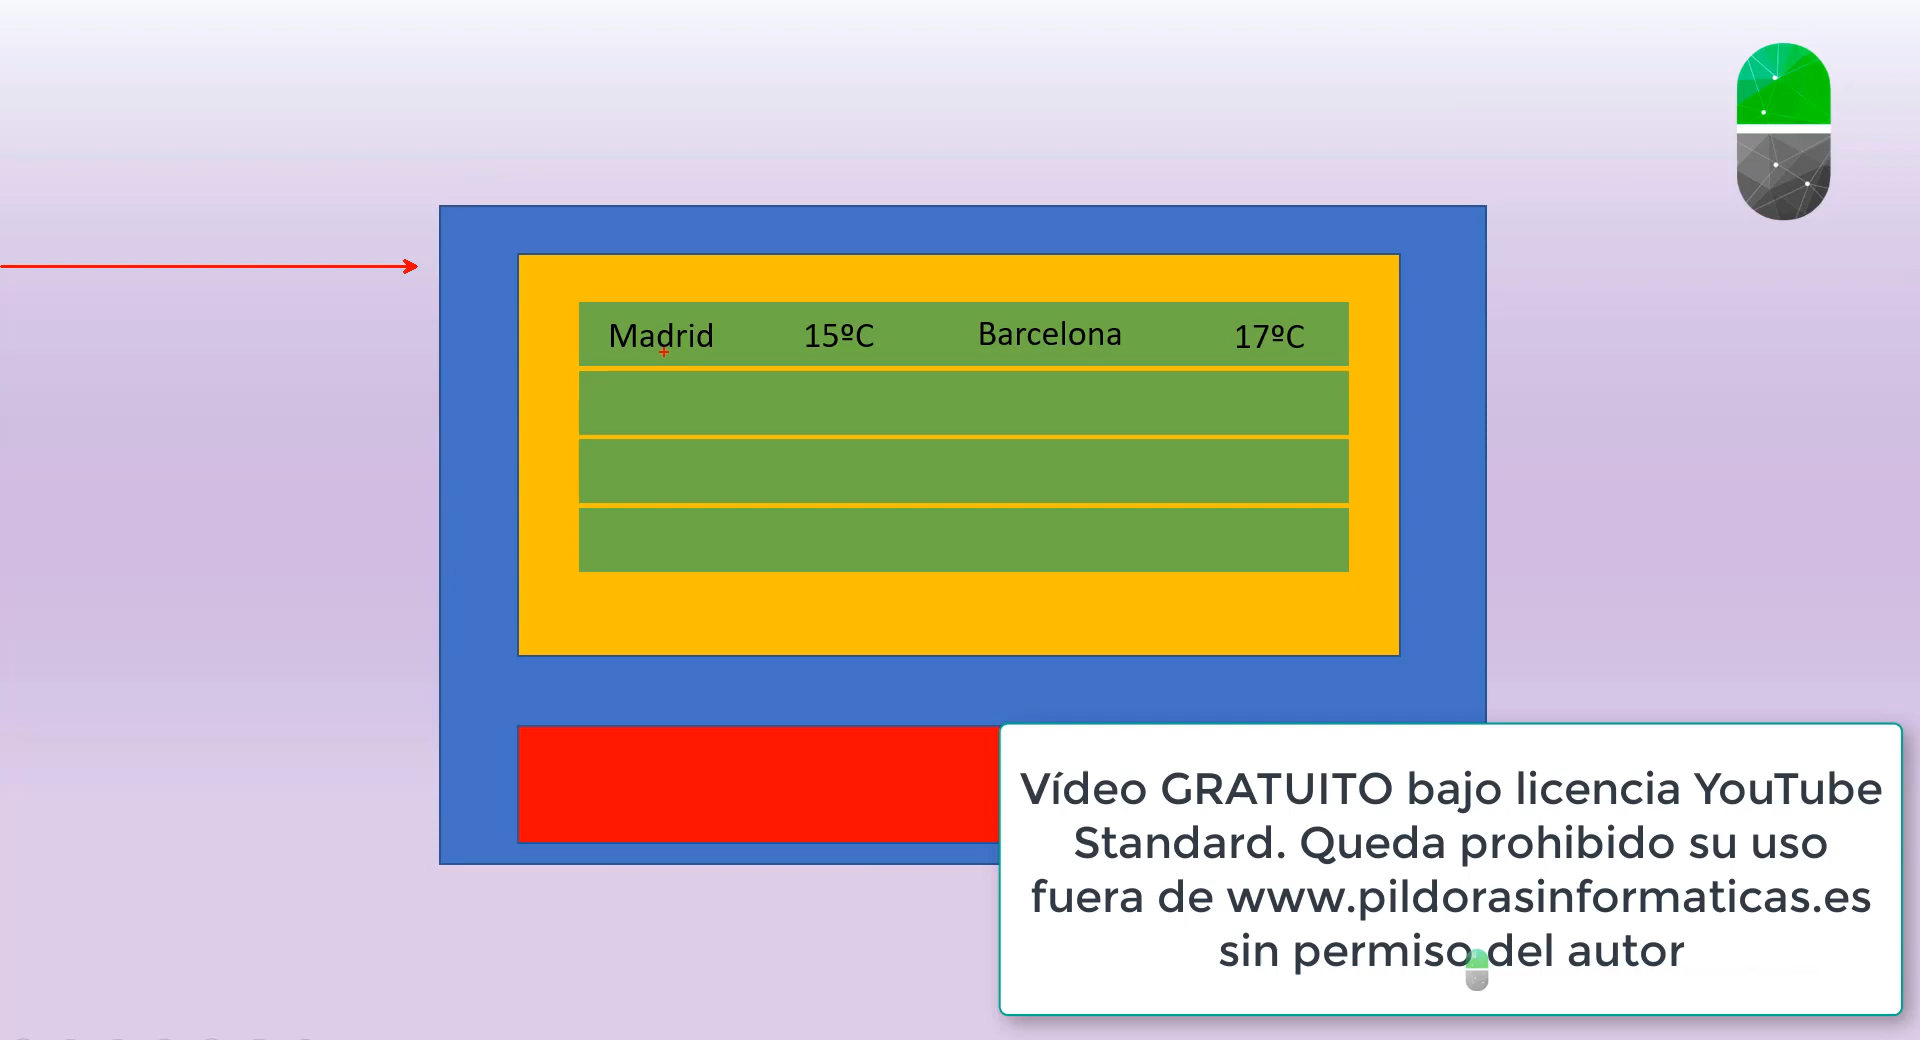 Madrid 15ºC Barcelona 17ºC
Vídeo GRATUITO bajo licencia YouTube
Standard. Queda prohibido su uso
fuera de www.pildorasinformaticas.es
sin permiso del autor